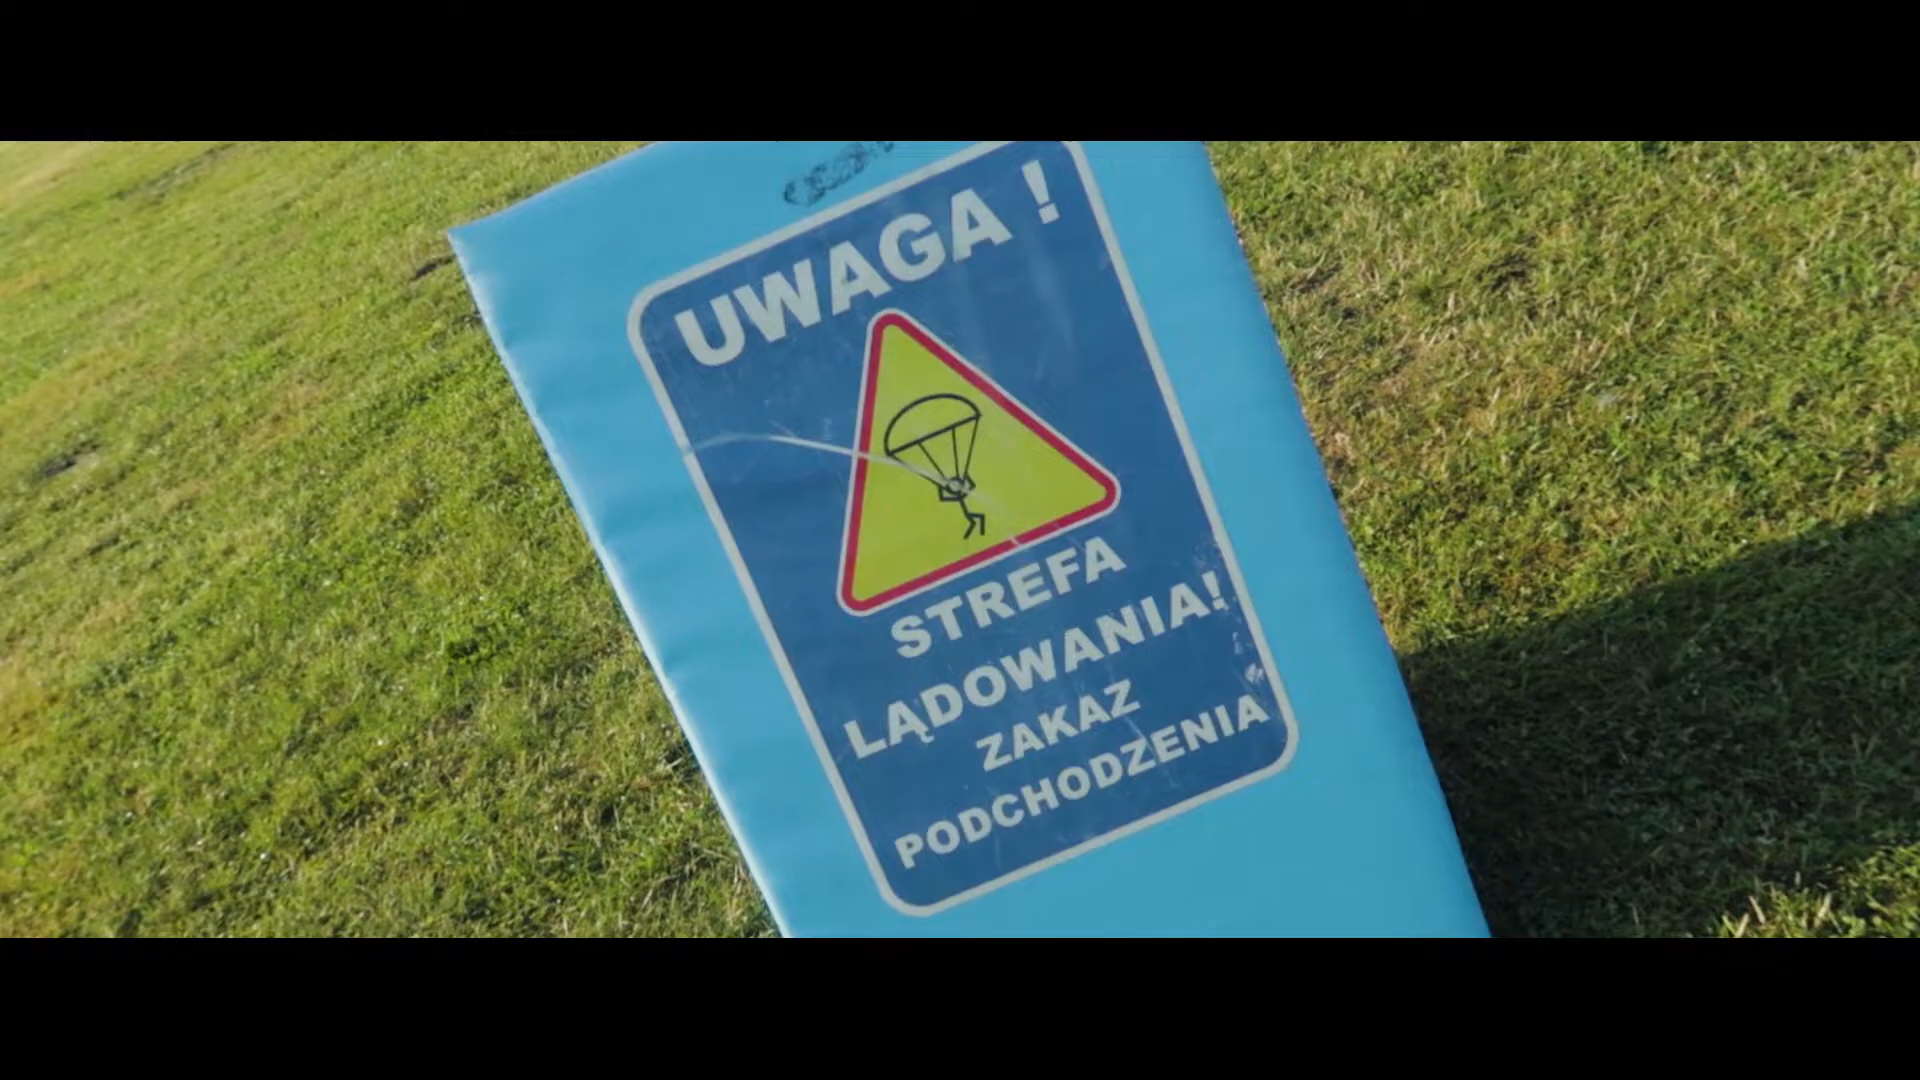 UWAGA !
STREFA
LĄDOWANIA!
ZAKAZ
PODCHODZENIA